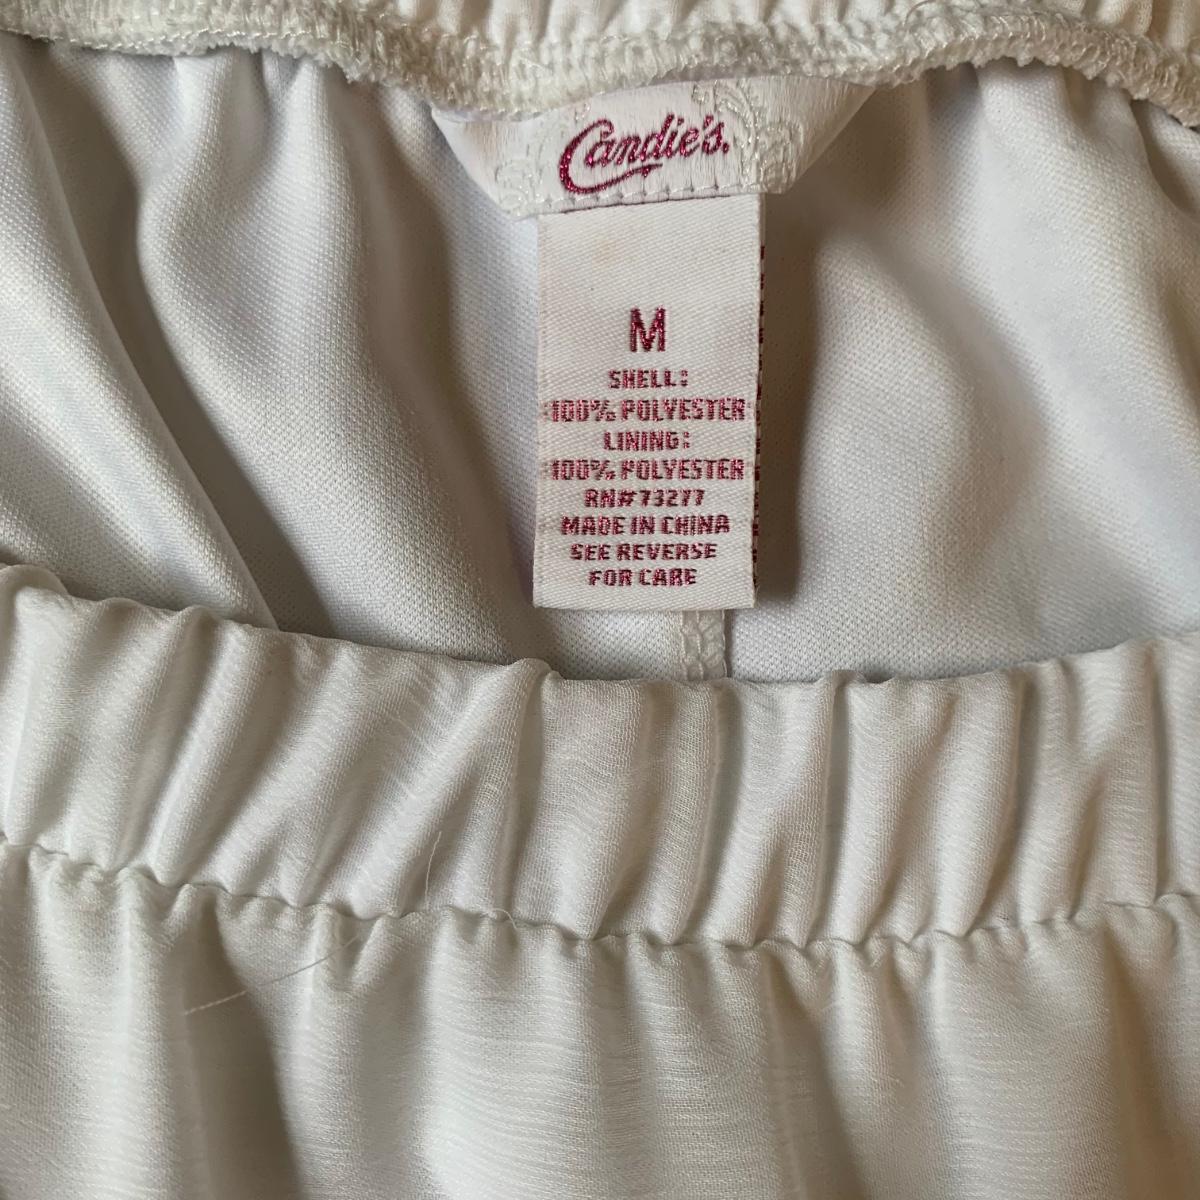 Candie's.
M
SHELL:
100% POLYESTER
LINING:
100% POLYESTER
RN#73277
MADE IN CHINA
SEE REVERSE
FOR CARE